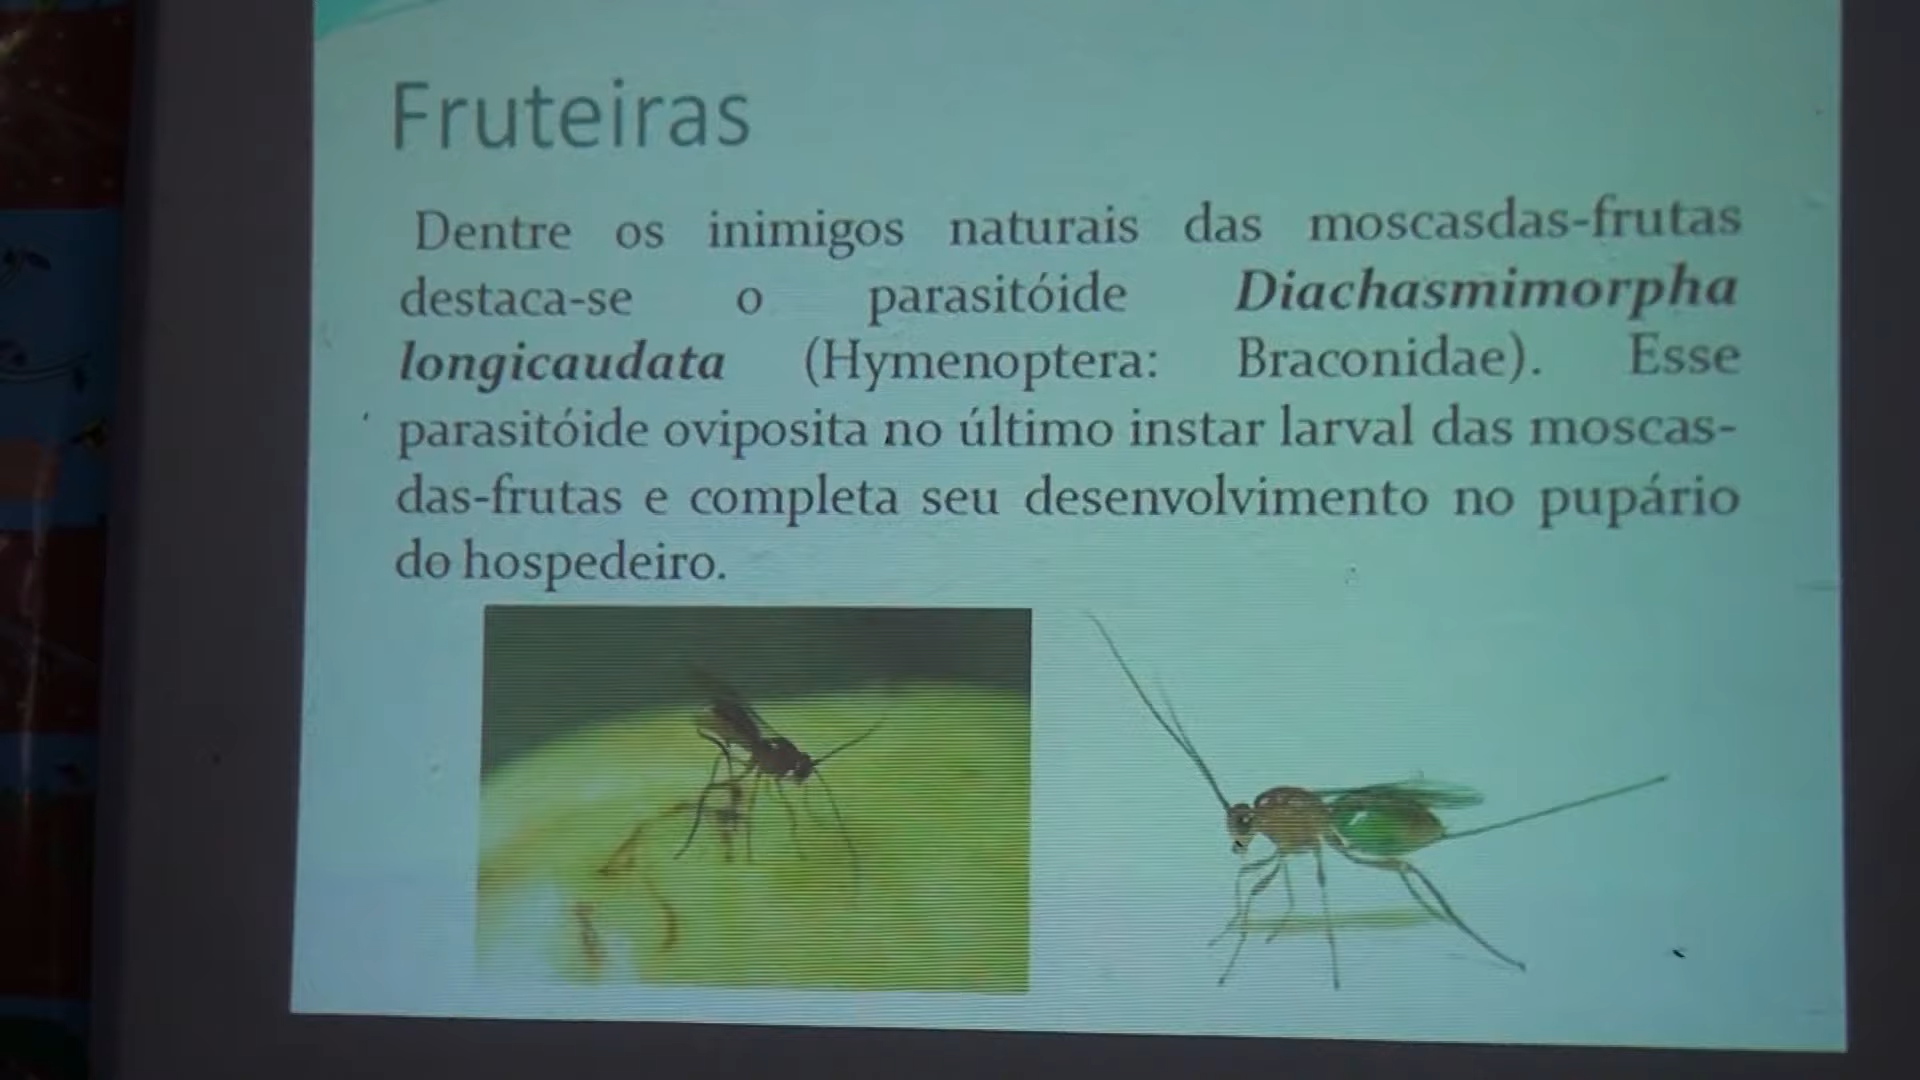 Fruteiras
Dentre os inimigos naturais das moscasdas-frutas
destaca-se o parasitóide Diachasmimorpha
longicaudata (Hymenoptera: Braconidae). Esse
parasitóide oviposita no último instar larval das moscas-
das-frutas e completa seu desenvolvimento no pupário
do hospedeiro.